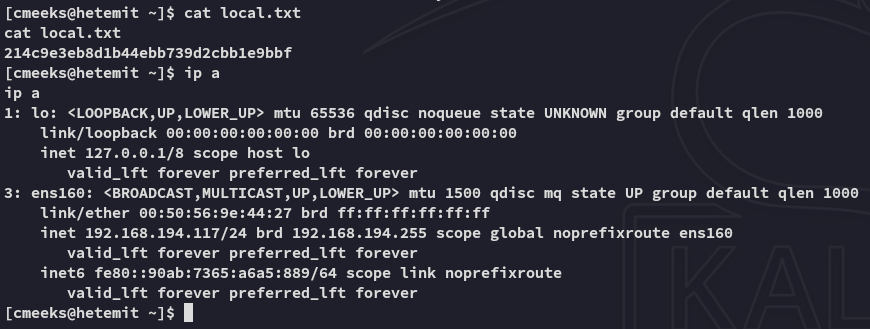 [cmeeks@hetemit ~]$ cat local.txt
cat local.txt
214c9e3eb8d1b44ebb739d2cbb1e9bbf
[cmeeks@hetemit ~]$ ip a
ip a
1: lo: <LOOPBACK,UP,LOWER_UP> mtu 65536 qdisc noqueue state UNKNOWN group default qlen 1000
    link/loopback 00:00:00:00:00:00 brd 00:00:00:00:00:00
    inet 127.0.0.1/8 scope host lo
       valid_lft forever preferred_lft forever
3: ens160: <BROADCAST,MULTICAST,UP,LOWER_UP> mtu 1500 qdisc mq state UP group default qlen 1000
    link/ether 00:50:56:9e:44:27 brd ff:ff:ff:ff:ff:ff
    inet 192.168.194.117/24 brd 192.168.194.255 scope global noprefixroute ens160
       valid_lft forever preferred_lft forever
    inet6 fe80::90ab:7365:a6a5:889/64 scope link noprefixroute
       valid_lft forever preferred_lft forever
[cmeeks@hetemit ~]$
KAL